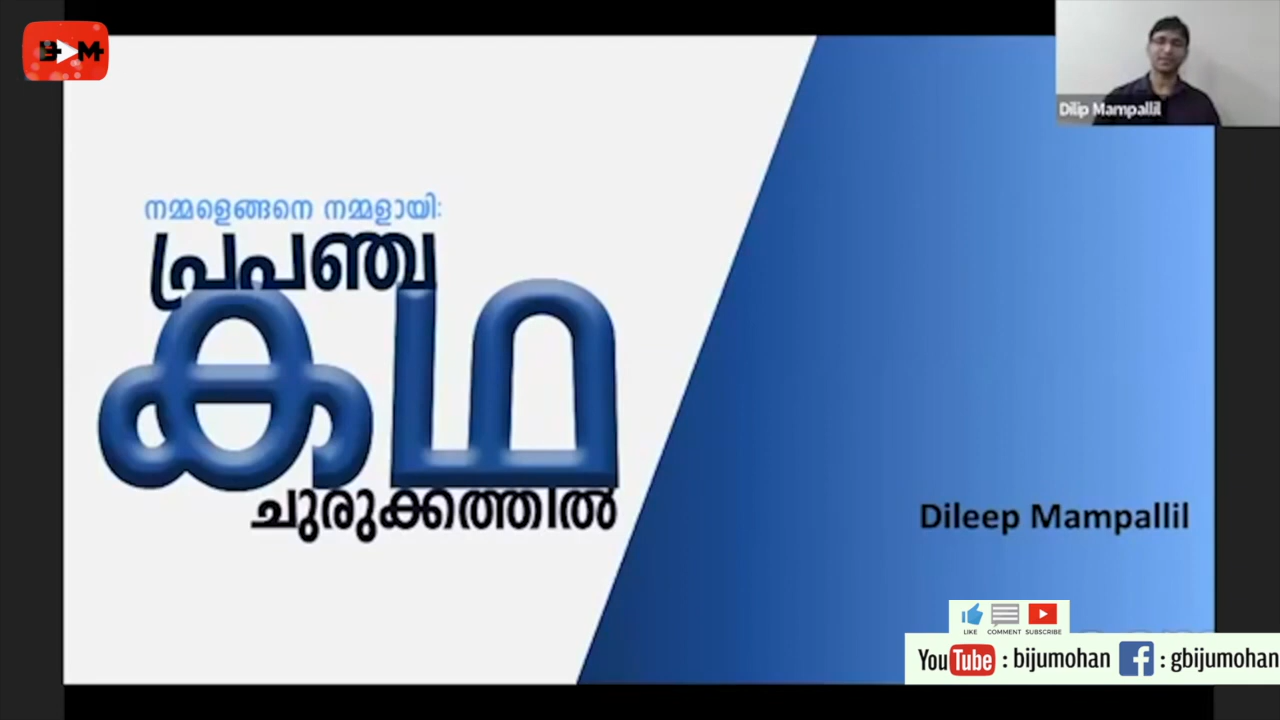 Dilip Mampallil
നമ്മളെങ്ങനെ നമ്മളായി:
പ്രപഞ്ച
കഥ
ചുരുക്കത്തിൽ
Dileep Mampallil
LIKE COMMENT SUBSCRIBE
YouTube : bijumohan : gbijumohan